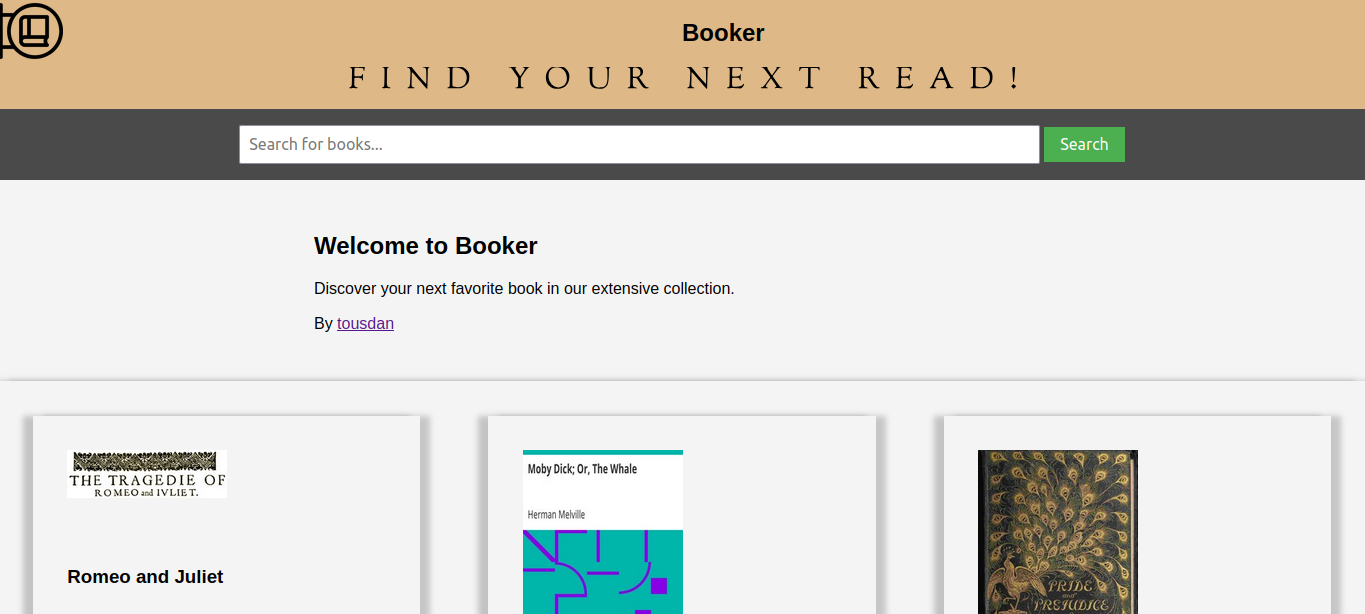 Booker
FIND YOUR NEXT READ!
Search for books...
Search
Welcome to Booker
Discover your next favorite book in our extensive collection.
By tousdan
THE TRAGEDIE OF
ROMEO and IVLIET.
Romeo and Juliet
Moby Dick; Or, The Whale
Herman Melville
PRIDE
and
PREJUDICE